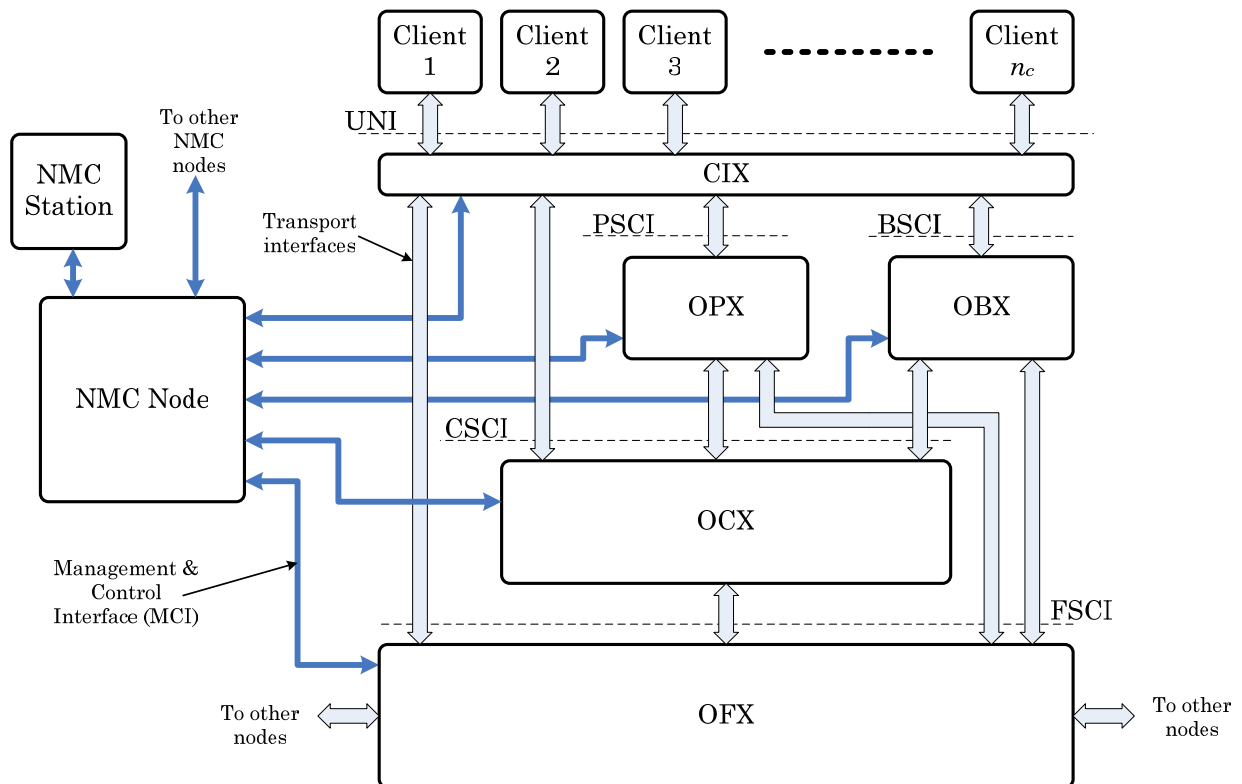 Client
1
Client
2
Client
3
Client
n_c
UNI
To other
NMC
nodes
CIX
NMC
Station
Transport
interfaces
PSCI
BSCI
OPX
OBX
NMC Node
CSCI
OCX
Management &
Control
Interface (MCI)
FSCI
OFX
To other
nodes
To other
nodes